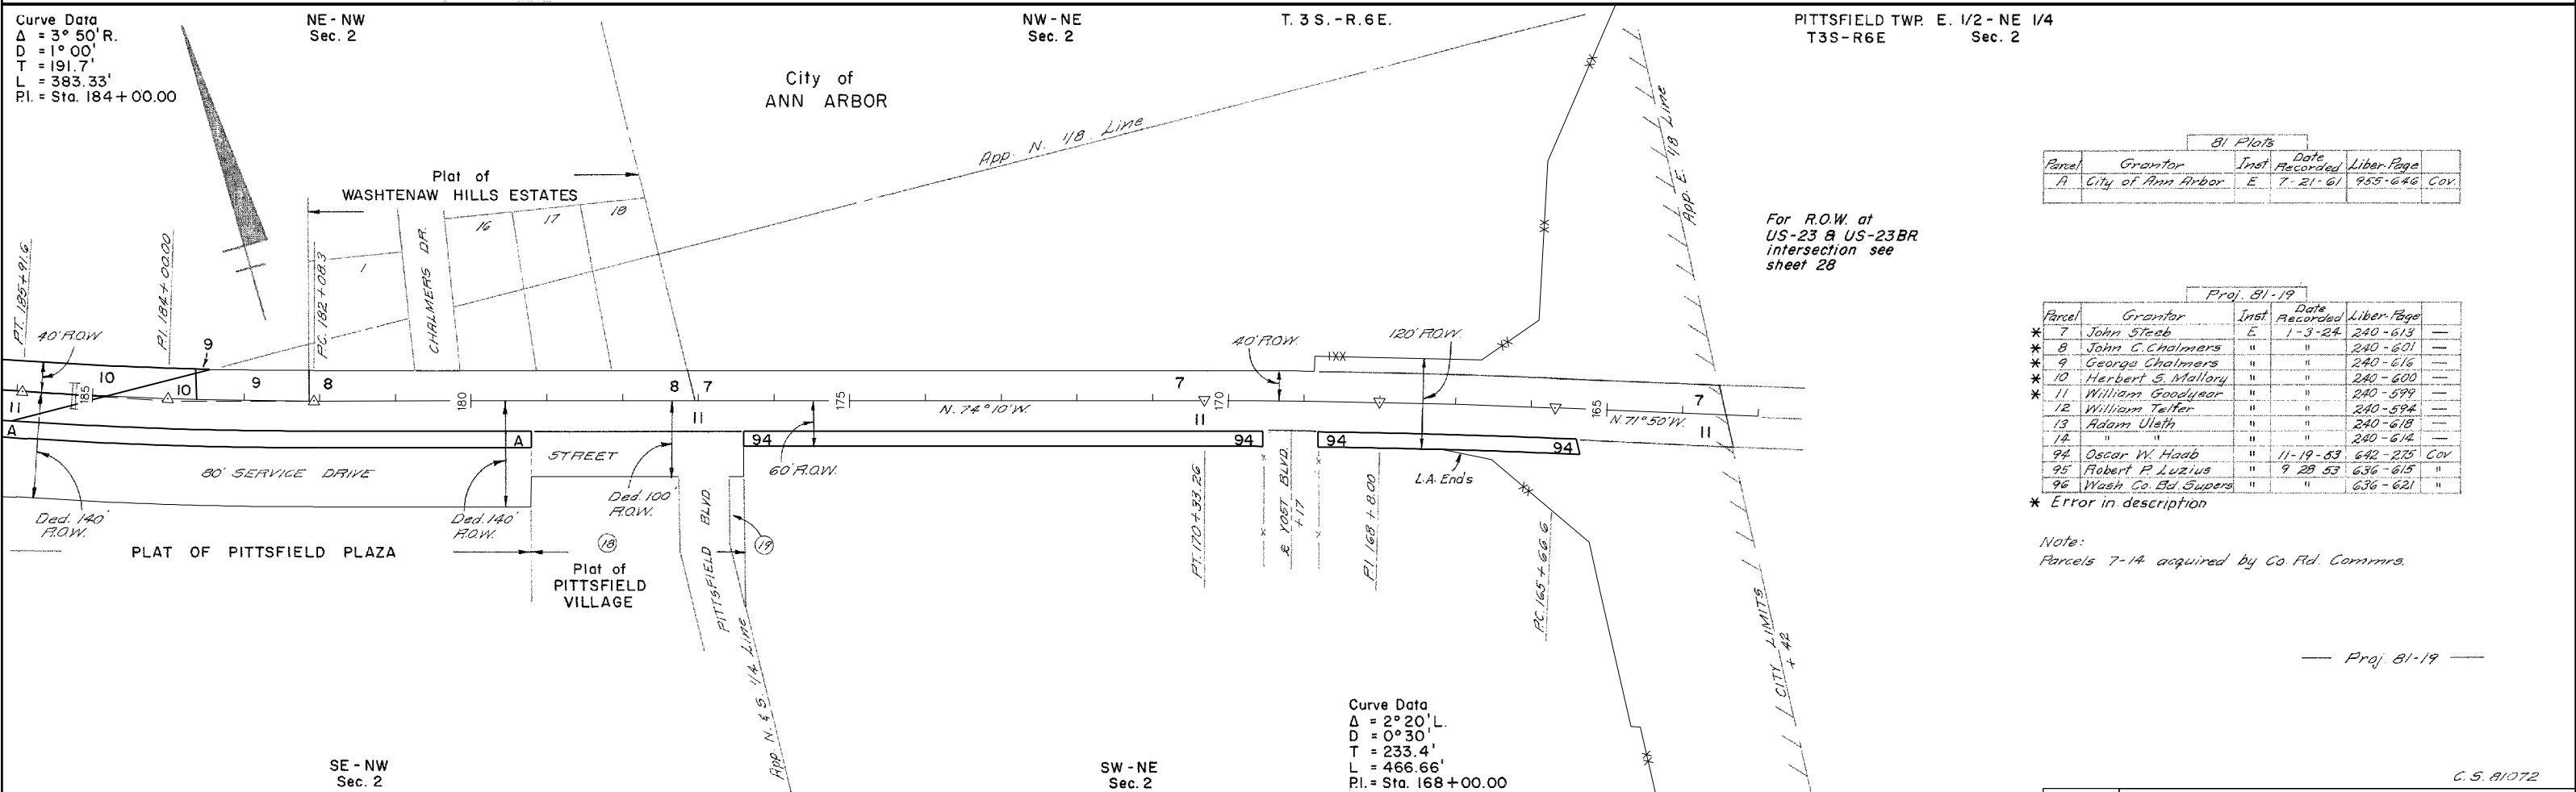 Curve Data
Δ = 3° 50' R.
D = 1° 00'
T = 191.7'
L = 383.33'
P.I. = Sta. 184+00.00
NE - NW
Sec. 2
NW - NE
Sec. 2
T. 3 S. - R. 6 E.
PITTSFIELD TWP. E. 1/2 - NE 1/4
T3S-R6E Sec. 2
City of
ANN ARBOR
App. N. 1/8 Line
App. E. 1/8 LINE
Plat of
WASHTENAW HILLS ESTATES
16
17
18
1
CHALMERS DR.
P.T. 185+91.6
P.I. 184+00.00
P.C. 182+08.3
40' R.O.W.
9
40' R.O.W.
120' R.O.W.
10
10
9
8
8
7
7
7
11
185
180
175
170
165
N. 74° 10' W.
N. 71° 50' W.
11
11
11
A
A
94
94
94
94
80' SERVICE DRIVE
STREET
60' R.O.W.
Ded. 140'
R.O.W.
Ded. 140'
R.O.W.
Ded. 100'
R.O.W.
PLAT OF PITTSFIELD PLAZA
18
Plat of
PITTSFIELD
VILLAGE
PITTSFIELD BLVD.
19
App. N. & S. 1/4 LINE
P.T. 170+33.26
℄ YOST BLVD.
+17
P.I. 168+8.00
L.A. End's
P.C. 165+66.6
CITY LIMITS
+42
SE - NW
Sec. 2
SW - NE
Sec. 2
Curve Data
Δ = 2° 20' L.
D = 0° 30'
T = 233.4'
L = 466.66'
P.I. = Sta. 168+00.00
81 Plats
Parcel Grantor Inst Date Recorded Liber-Page
A City of Ann Arbor E 7-21-61 955-646 Cov.
For R.O.W. at
US-23 & US-23BR
intersection see
sheet 28
Proj. 81-19
Parcel Grantor Inst. Date Recorded Liber-Page
* 7 John Steeb E 1-3-24 240-613 —
* 8 John C. Chalmers " " 240-601 —
* 9 George Chalmers " " 240-616 —
* 10 Herbert S. Mallory " " 240-600 —
* 11 William Goodyear " " 240-599 —
12 William Telfer " " 240-594 —
13 Adam Uleth " " 240-618 —
14 " " " " 240-614 —
94 Oscar W. Haab " 11-19-53 642-275 Cov
95 Robert P. Luzius " 9 28 53 636-615 "
96 Wash Co. Bd. Supers " " 636-621 "
* Error in description
Note:
Parcels 7-14 acquired by Co. Rd. Commrs.
— Proj 81-19 —
C. S. 81072